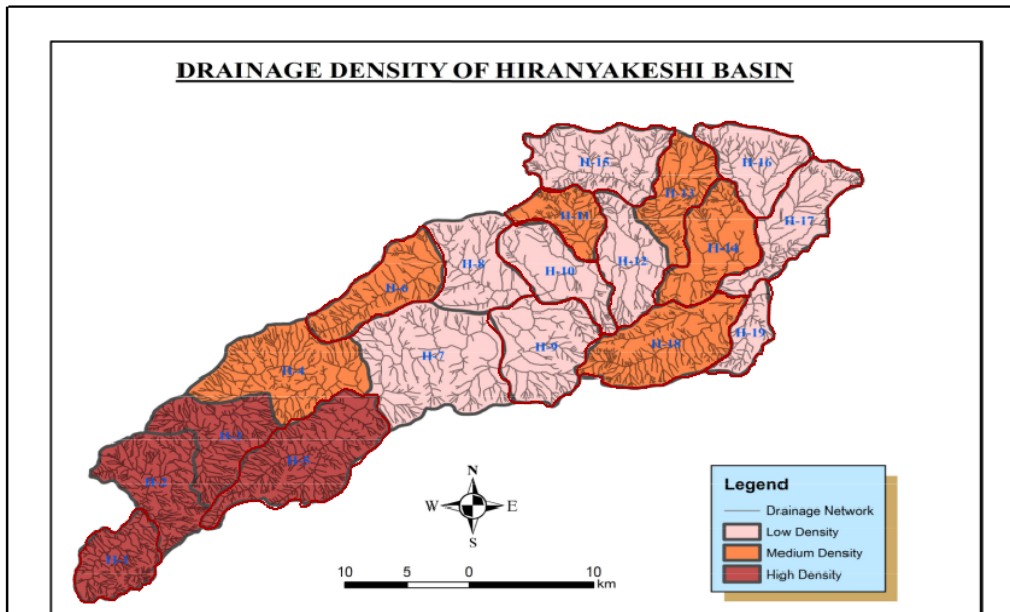 DRAINAGE DENSITY OF HIRANYAKESHI BASIN
H-15
H-16
H-13
H-11
H-17
H-14
H-8
H-10
H-12
H-6
H-18
H-19
H-7
H-9
H-4
H-3
H-5
H-2
H-1
N
W E
S
Legend
Drainage Network
Low Density
Medium Density
High Density
10 5 0 10
km